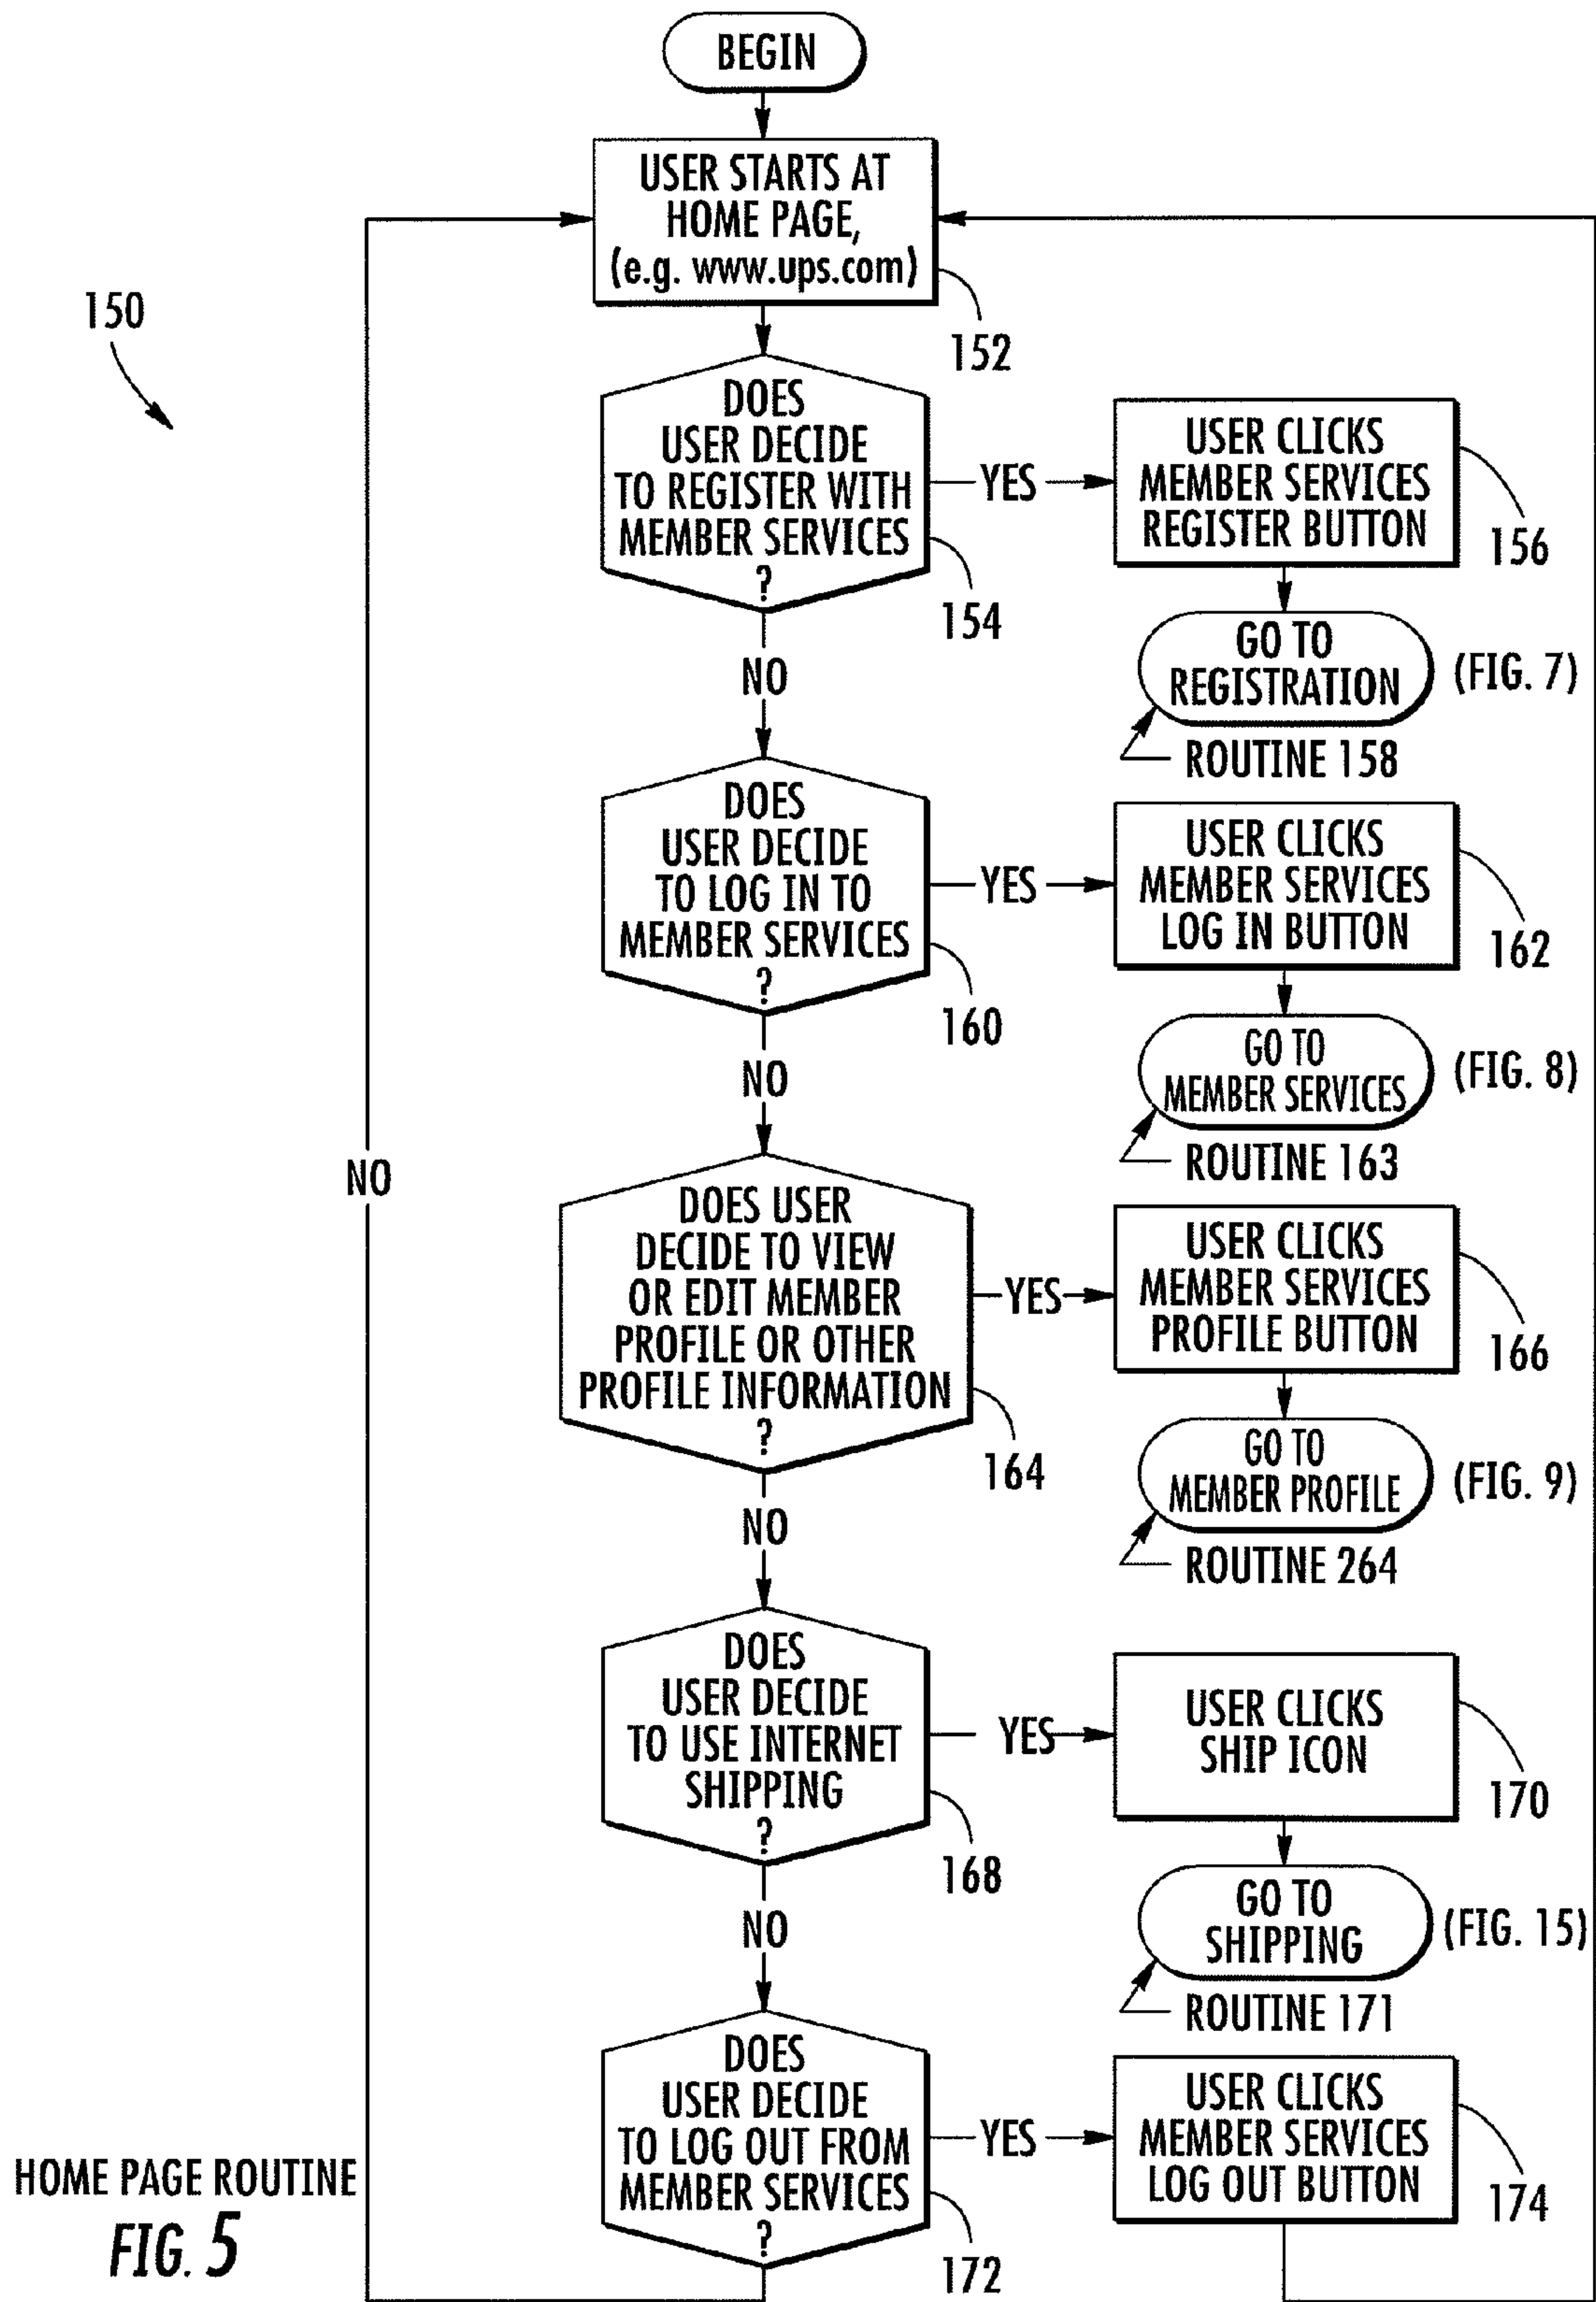 BEGIN
USER STARTS AT
HOME PAGE,
(e.g. www.ups.com)
152
150
DOES
USER DECIDE
TO REGISTER WITH
MEMBER SERVICES
?
154
YES
USER CLICKS
MEMBER SERVICES
REGISTER BUTTON
156
GO TO
REGISTRATION
(FIG. 7)
ROUTINE 158
NO
DOES
USER DECIDE
TO LOG IN TO
MEMBER SERVICES
?
160
YES
USER CLICKS
MEMBER SERVICES
LOG IN BUTTON
162
GO TO
MEMBER SERVICES
(FIG. 8)
ROUTINE 163
NO
NO
DOES USER
DECIDE TO VIEW
OR EDIT MEMBER
PROFILE OR OTHER
PROFILE INFORMATION
?
164
YES
USER CLICKS
MEMBER SERVICES
PROFILE BUTTON
166
GO TO
MEMBER PROFILE
(FIG. 9)
ROUTINE 264
NO
DOES
USER DECIDE
TO USE INTERNET
SHIPPING
?
168
YES
USER CLICKS
SHIP ICON
170
GO TO
SHIPPING
(FIG. 15)
ROUTINE 171
NO
DOES
USER DECIDE
TO LOG OUT FROM
MEMBER SERVICES
?
172
YES
USER CLICKS
MEMBER SERVICES
LOG OUT BUTTON
174
HOME PAGE ROUTINE
FIG. 5